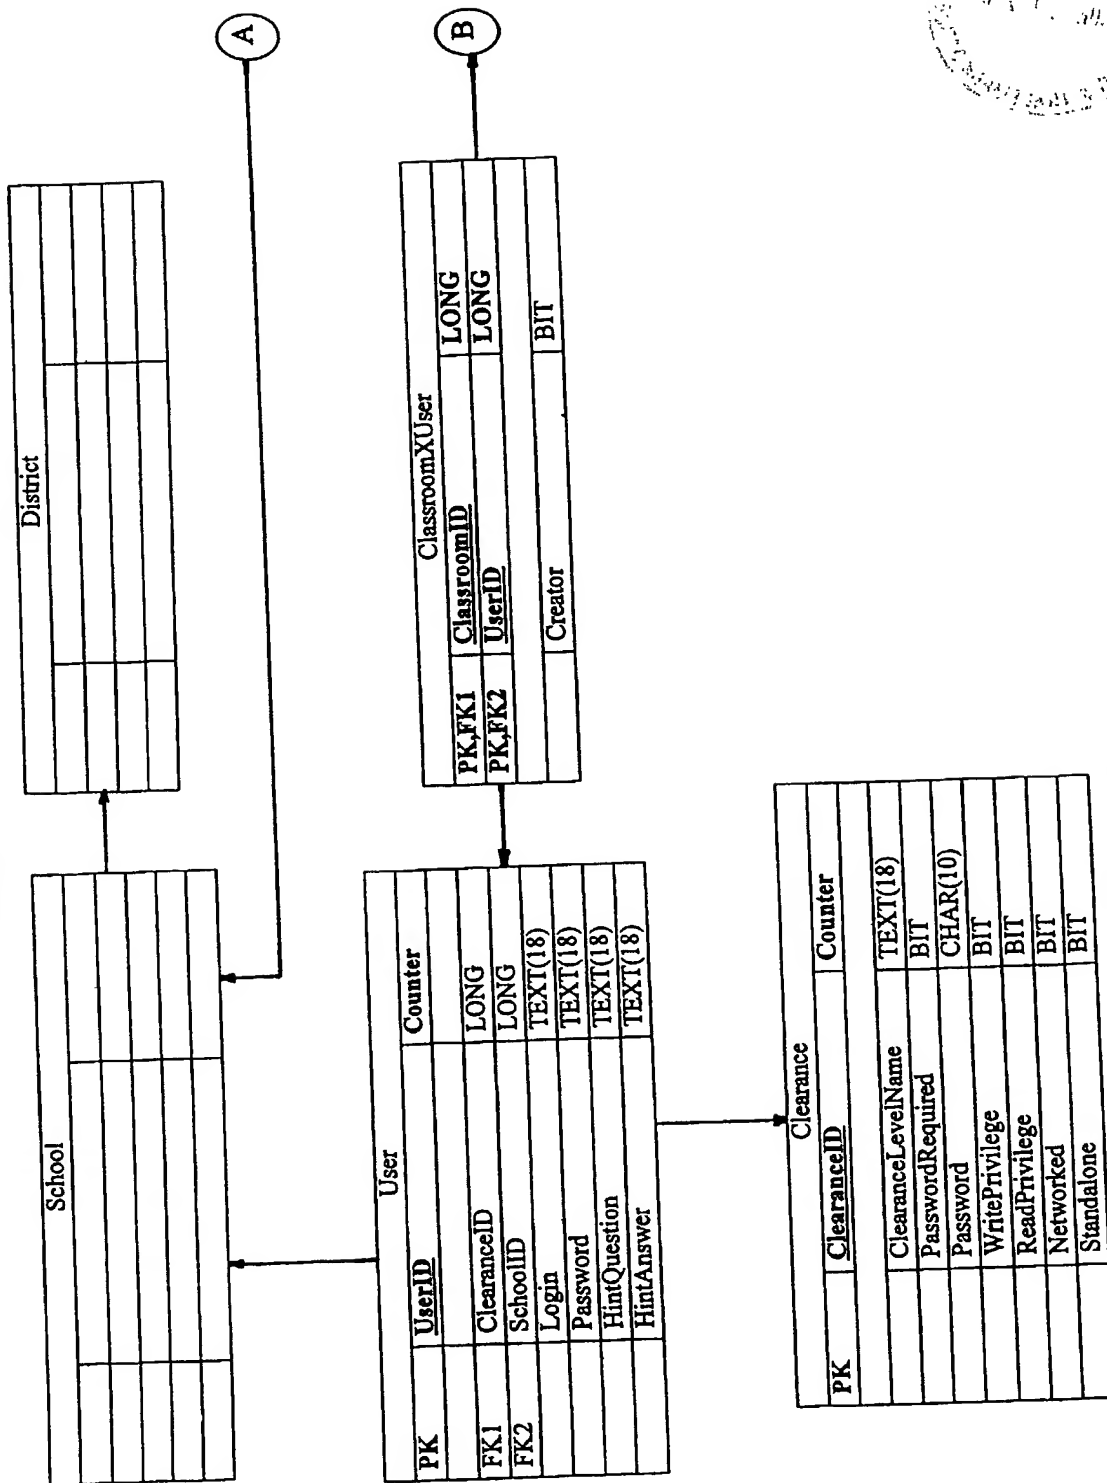 School
District
A
User
PK UserID Counter
FK1 ClearanceID LONG
FK2 SchoolID LONG
Login TEXT(18)
Password TEXT(18)
HintQuestion TEXT(18)
HintAnswer TEXT(18)
ClassroomXUser
PK,FK1 ClassroomID LONG
PK,FK2 UserID LONG
Creator BIT
B
Clearance
PK ClearanceID Counter
ClearanceLevelName TEXT(18)
PasswordRequired BIT
Password CHAR(10)
WritePrivilege BIT
ReadPrivilege BIT
Networked BIT
Standalone BIT